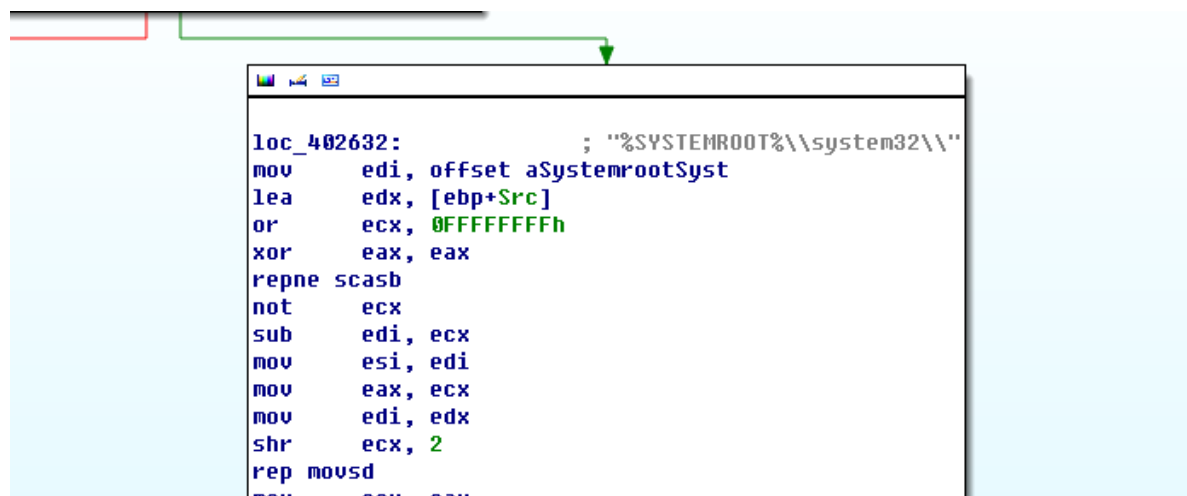 loc_402632: ; "%SYSTEMROOT%\\system32\\"
mov edi, offset aSystemrootSyst
lea edx, [ebp+Src]
or ecx, 0FFFFFFFFh
xor eax, eax
repne scasb
not ecx
sub edi, ecx
mov esi, edi
mov eax, ecx
mov edi, edx
shr ecx, 2
rep movsd